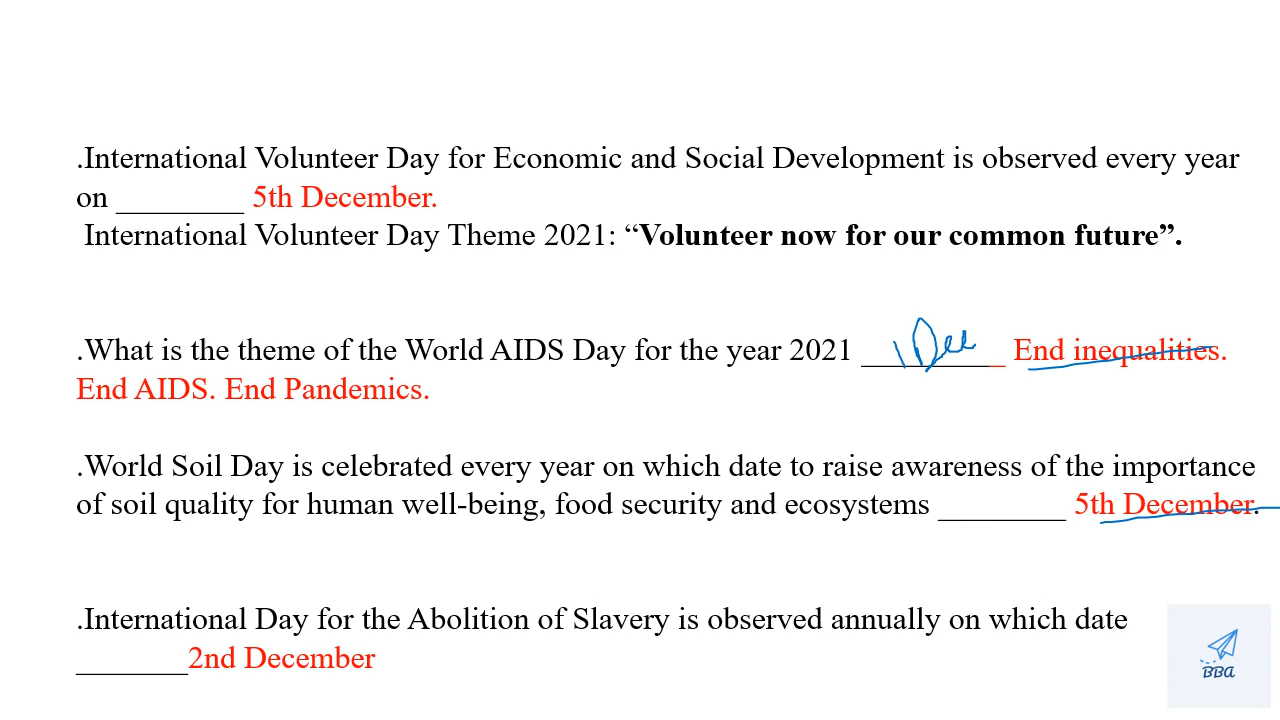 .International Volunteer Day for Economic and Social Development is observed every year
on ________ 5th December.
International Volunteer Day Theme 2021: “Volunteer now for our common future”.
.What is the theme of the World AIDS Day for the year 2021 _________ 1 Dec End inequalities.
End AIDS. End Pandemics.
.World Soil Day is celebrated every year on which date to raise awareness of the importance
of soil quality for human well-being, food security and ecosystems ________ 5th December.
.International Day for the Abolition of Slavery is observed annually on which date
_______2nd December
BBA